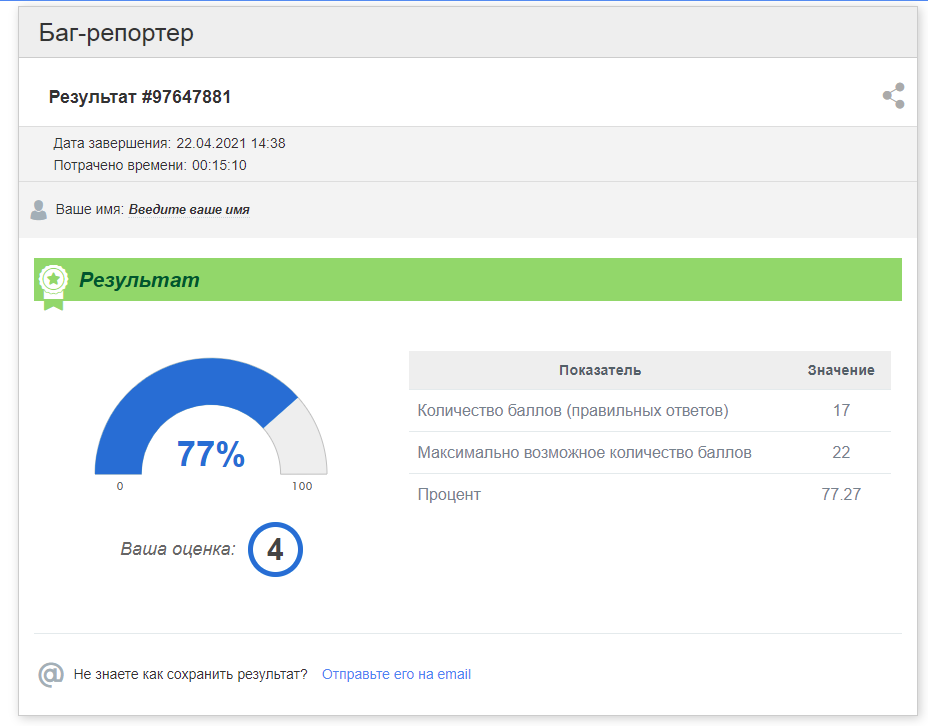 Баг-репортер
Результат #97647881
Дата завершения: 22.04.2021 14:38
Потрачено времени: 00:15:10
Ваше имя: Введите ваше имя
Результат
77%
0 100
Ваша оценка: 4
Показатель Значение
Количество баллов (правильных ответов) 17
Максимально возможное количество баллов 22
Процент 77.27
Не знаете как сохранить результат? Отправьте его на email